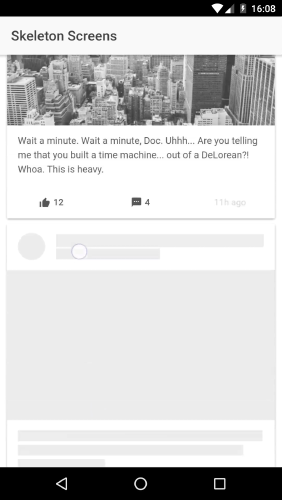 16:08
Skeleton Screens
Wait a minute. Wait a minute, Doc. Uhhh... Are you telling
me that you built a time machine... out of a DeLorean?!
Whoa. This is heavy.
12 4 11h ago